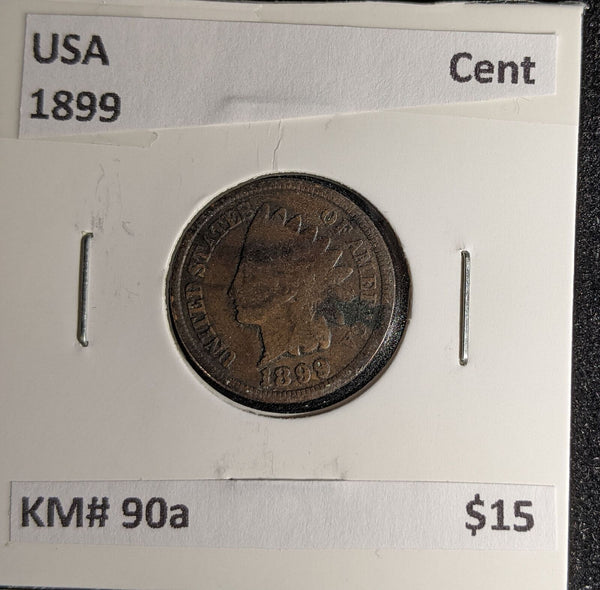 USA Cent
1899
UNITED STATES OF AMERICA
1899
KM# 90a $15